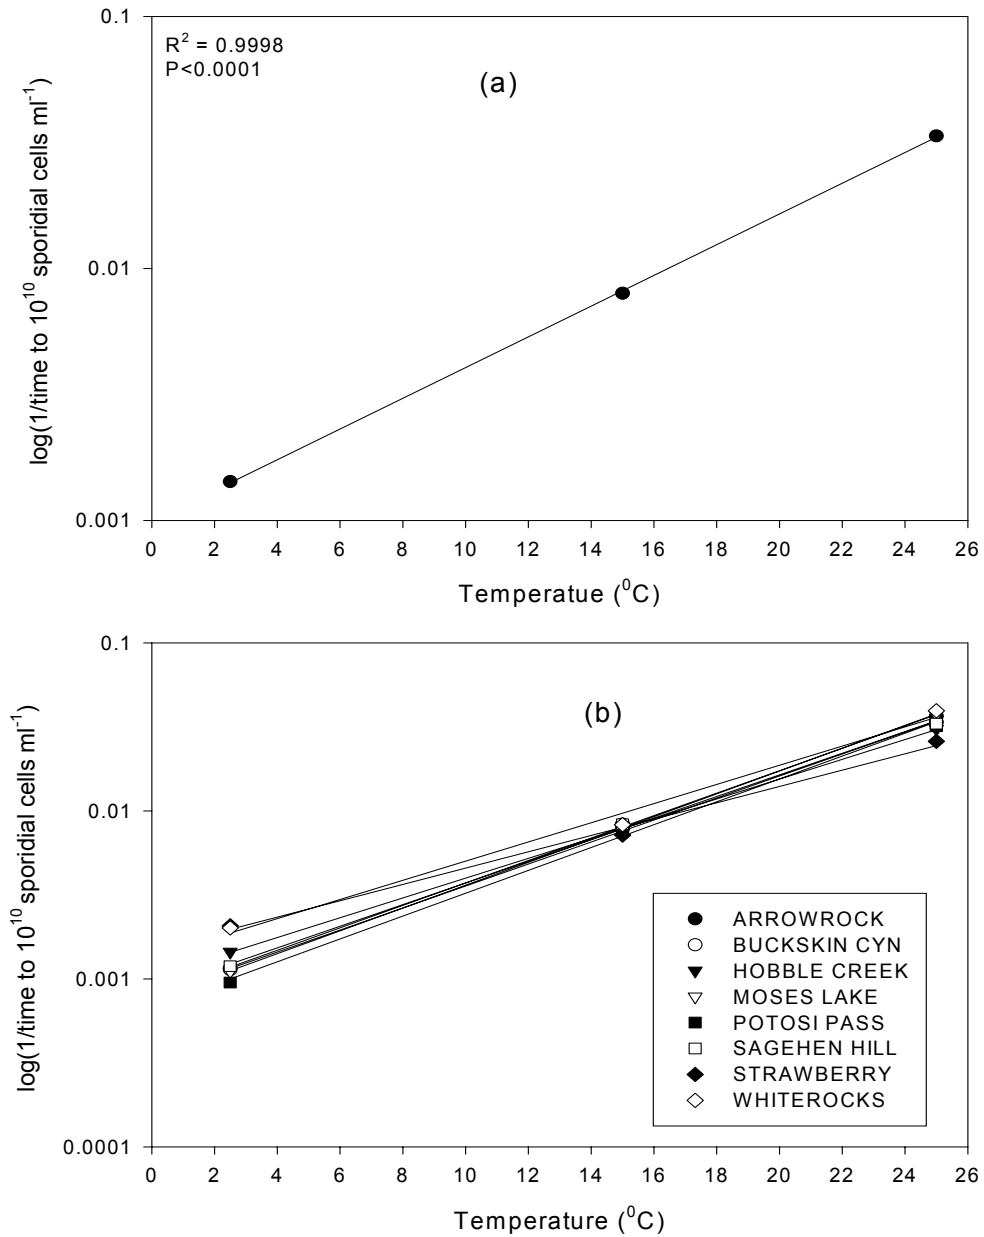 0.1
R² = 0.9998
P<0.0001
(a)
0.01
0.001
log(1/time to 10¹⁰ sporidial cells ml⁻¹)
0 2 4 6 8 10 12 14 16 18 20 22 24 26
Temperatue (⁰C)
0.1
(b)
0.01
0.001
0.0001
log(1/time to 10¹⁰ sporidial cells ml⁻¹)
ARROWROCK
BUCKSKIN CYN
HOBBLE CREEK
MOSES LAKE
POTOSI PASS
SAGEHEN HILL
STRAWBERRY
WHITEROCKS
0 2 4 6 8 10 12 14 16 18 20 22 24 26
Temperature (⁰C)